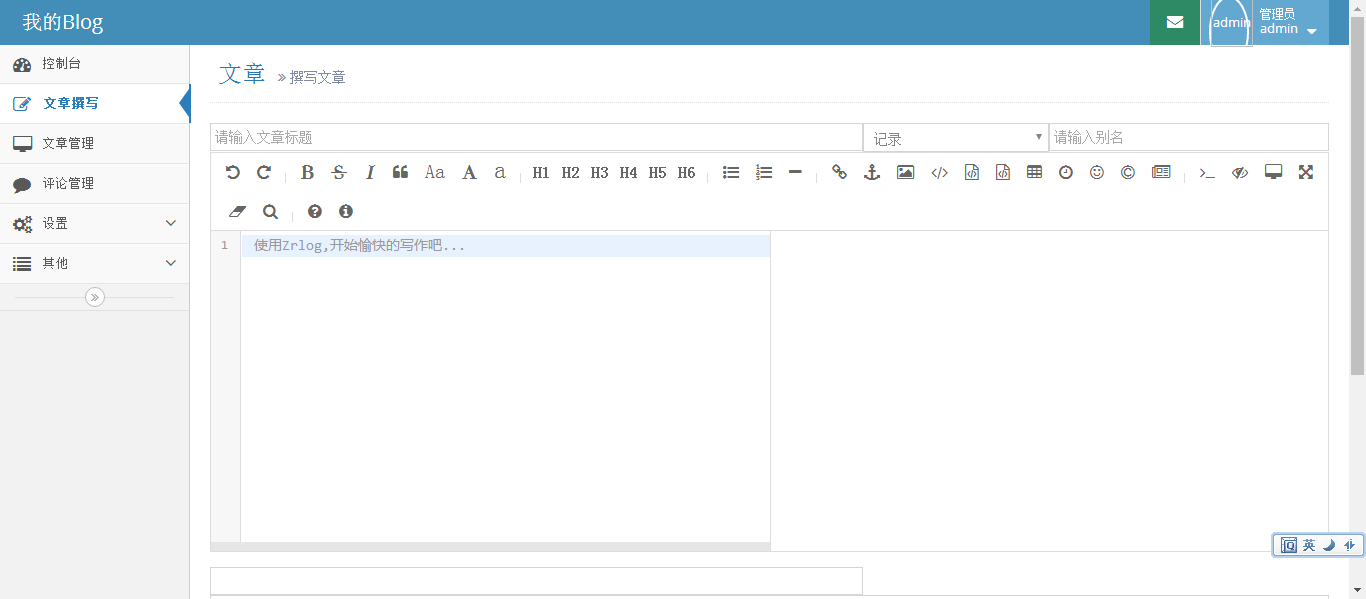 我的Blog
admin
管理员
admin
控制台
文章撰写
文章管理
评论管理
设置
其他
文章 » 撰写文章
请输入文章标题 记录 请输入别名
B S I Aa A a H1 H2 H3 H4 H5 H6
1 使用Zrlog,开始愉快的写作吧...
英